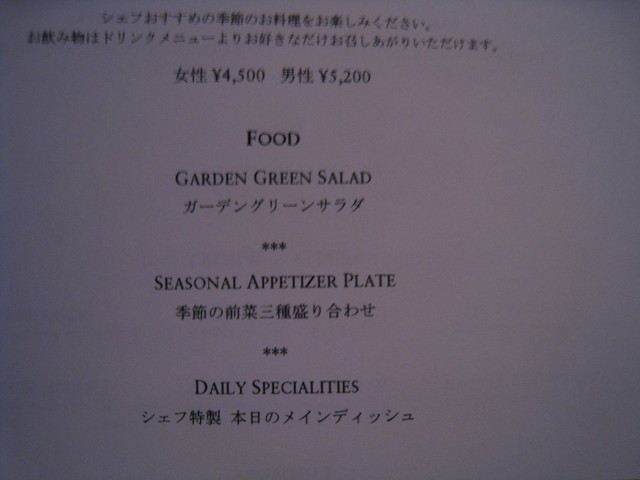 シェフおすすめの季節のお料理をお楽しみください。
お飲み物はドリンクメニューよりお好きなだけお召しあがりいただけます。
女性 ¥4,500 男性 ¥5,200
FOOD
GARDEN GREEN SALAD
ガーデングリーンサラダ
***
SEASONAL APPETIZER PLATE
季節の前菜三種盛り合わせ
***
DAILY SPECIALITIES
シェフ特製 本日のメインディッシュ